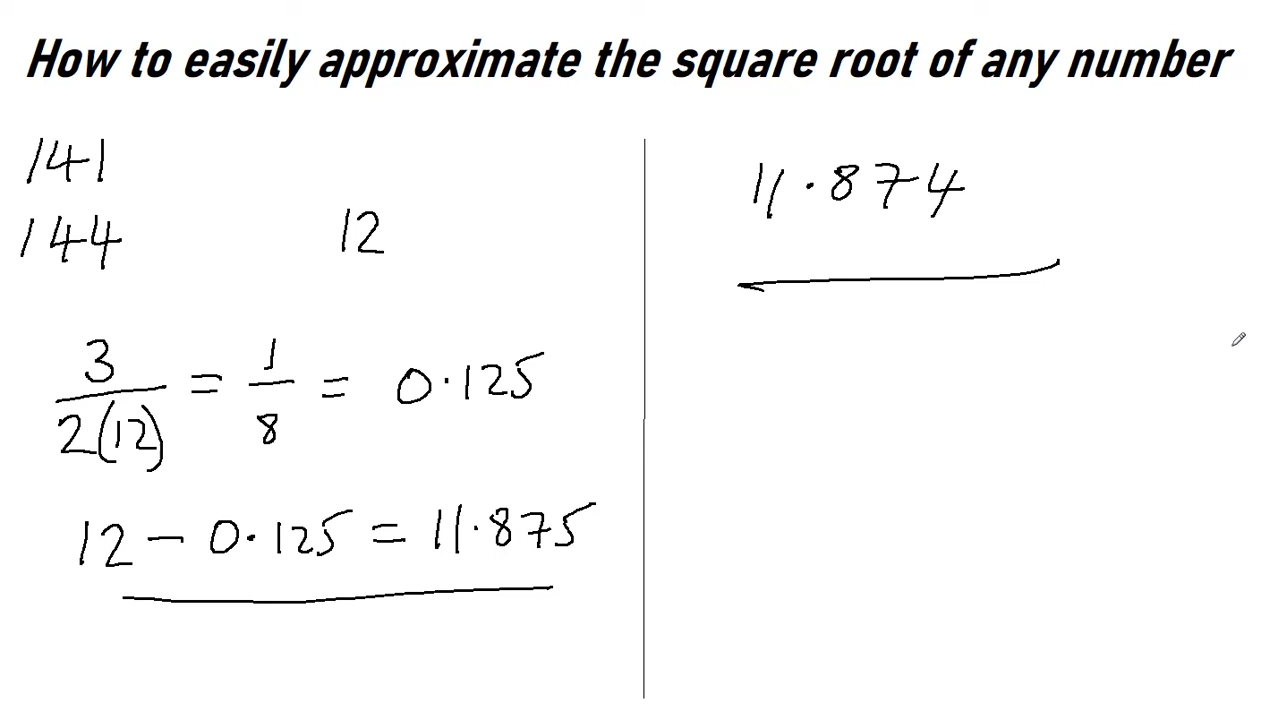 How to easily approximate the square root of any number
141
144 12
3/2(12) = 1/8 = 0.125
12 - 0.125 = 11.875
11.874